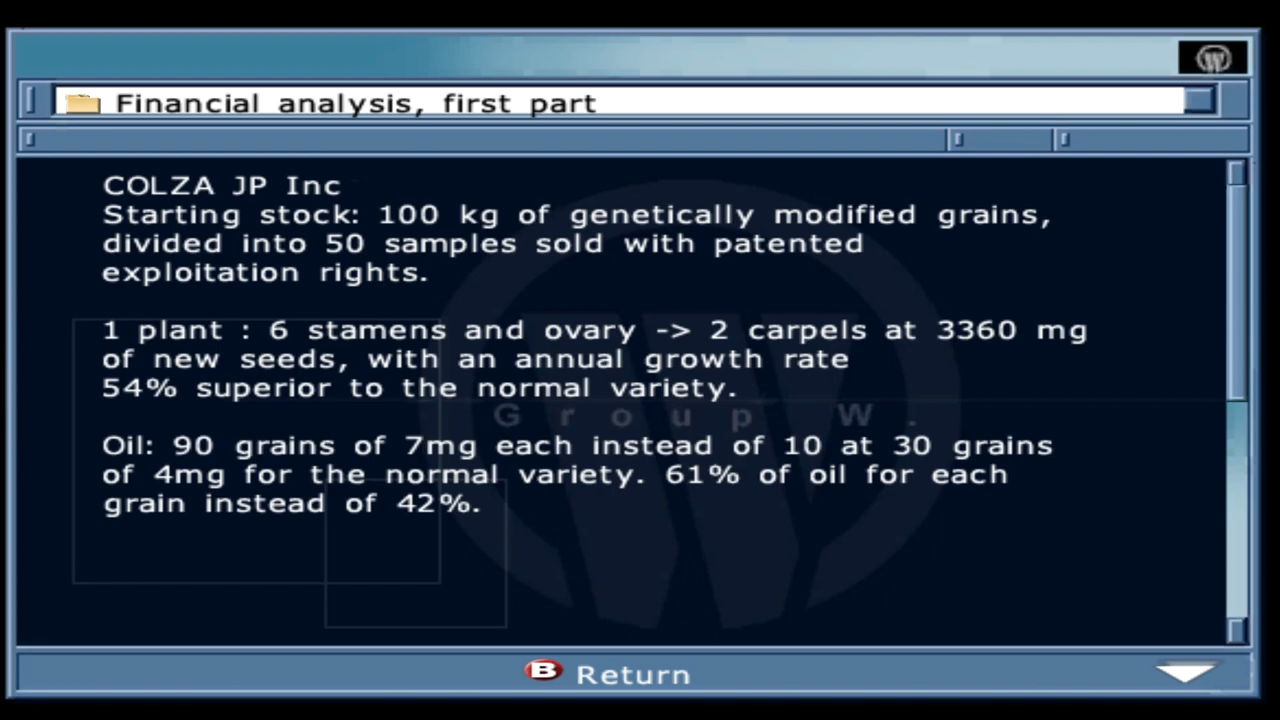 W
Financial analysis, first part
COLZA JP Inc
Starting stock: 100 kg of genetically modified grains,
divided into 50 samples sold with patented
exploitation rights.
1 plant : 6 stamens and ovary -> 2 carpels at 3360 mg
of new seeds, with an annual growth rate
54% superior to the normal variety.
Group W.
Oil: 90 grains of 7mg each instead of 10 at 30 grains
of 4mg for the normal variety. 61% of oil for each
grain instead of 42%.
B Return